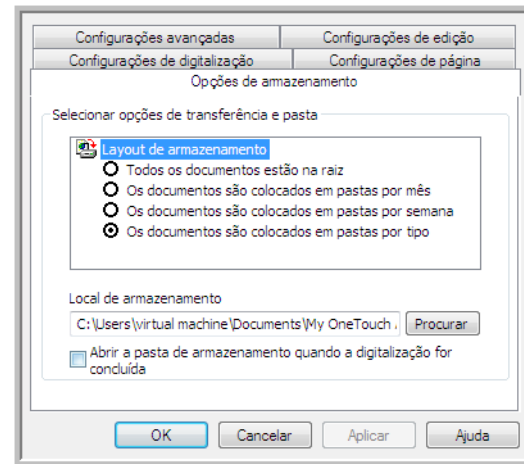 Configurações avançadas
Configurações de edição
Configurações de digitalização
Configurações de página
Opções de armazenamento
Selecionar opções de transferência e pasta
Layout de armazenamento
Todos os documentos estão na raiz
Os documentos são colocados em pastas por mês
Os documentos são colocados em pastas por semana
Os documentos são colocados em pastas por tipo
Local de armazenamento
C:\Users\virtual machine\Documents\My OneTouch
Procurar
Abrir a pasta de armazenamento quando a digitalização for
concluída
OK
Cancelar
Aplicar
Ajuda